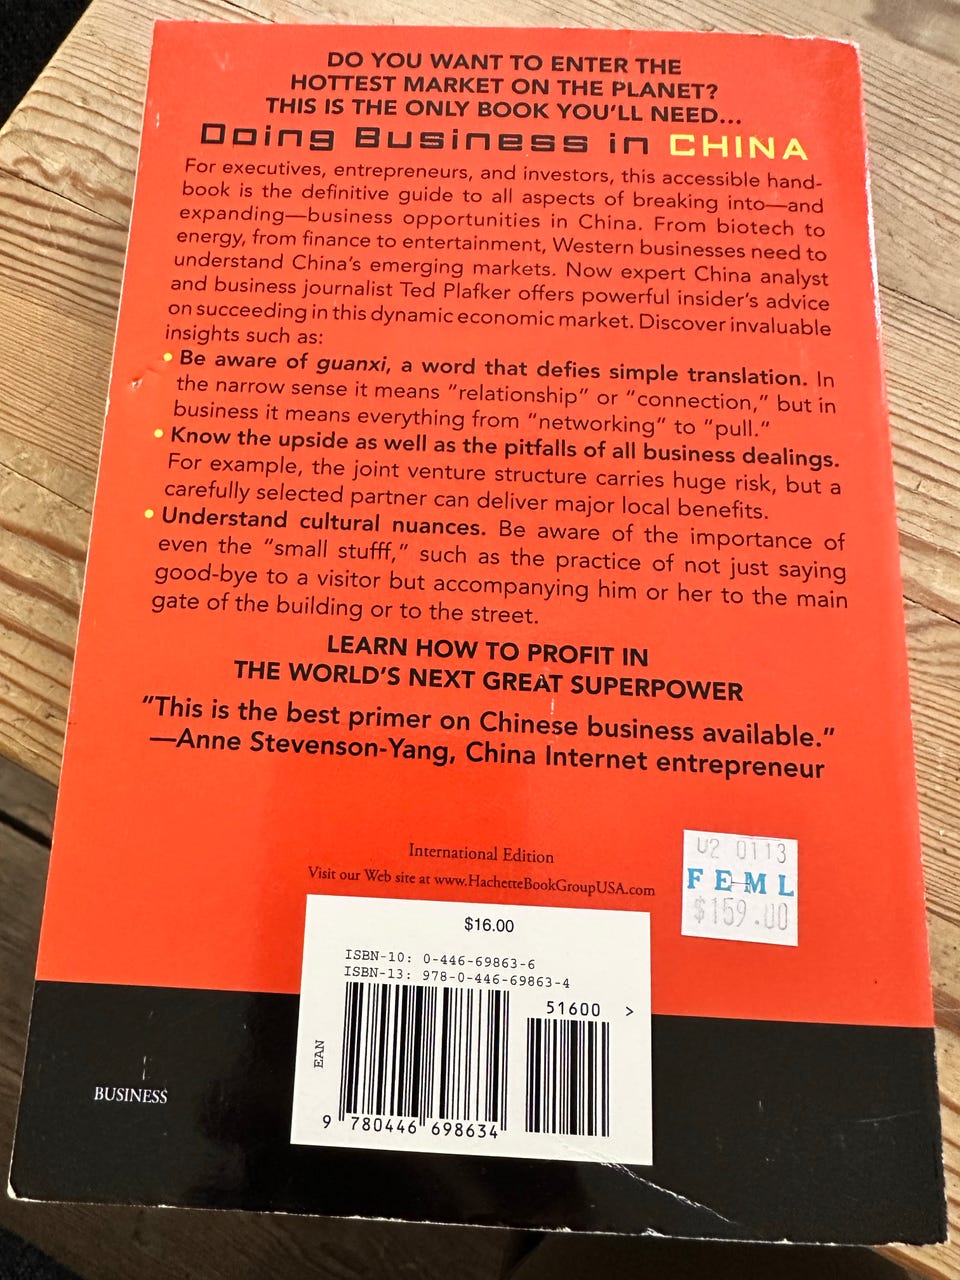 DO YOU WANT TO ENTER THE
HOTTEST MARKET ON THE PLANET?
THIS IS THE ONLY BOOK YOU'LL NEED...
Doing Business in CHINA
For executives, entrepreneurs, and investors, this accessible hand-
book is the definitive guide to all aspects of breaking into—and
expanding—business opportunities in China. From biotech to
energy, from finance to entertainment, Western businesses need to
understand China's emerging markets. Now expert China analyst
and business journalist Ted Plafker offers powerful insider's advice
on succeeding in this dynamic economic market. Discover invaluable
insights such as:
• Be aware of guanxi, a word that defies simple translation. In
the narrow sense it means "relationship" or "connection," but in
business it means everything from "networking" to "pull."
• Know the upside as well as the pitfalls of all business dealings.
For example, the joint venture structure carries huge risk, but a
carefully selected partner can deliver major local benefits.
• Understand cultural nuances. Be aware of the importance of
even the "small stufff," such as the practice of not just saying
good-bye to a visitor but accompanying him or her to the main
gate of the building or to the street.
LEARN HOW TO PROFIT IN
THE WORLD'S NEXT GREAT SUPERPOWER
"This is the best primer on Chinese business available."
—Anne Stevenson-Yang, China Internet entrepreneur
International Edition
Visit our Web site at www.HachetteBookGroupUSA.com
02 0113
FEML
$159.00
$16.00
ISBN-10: 0-446-69863-6
ISBN-13: 978-0-446-69863-4
51600 >
EAN
9 780446 698634
BUSINESS